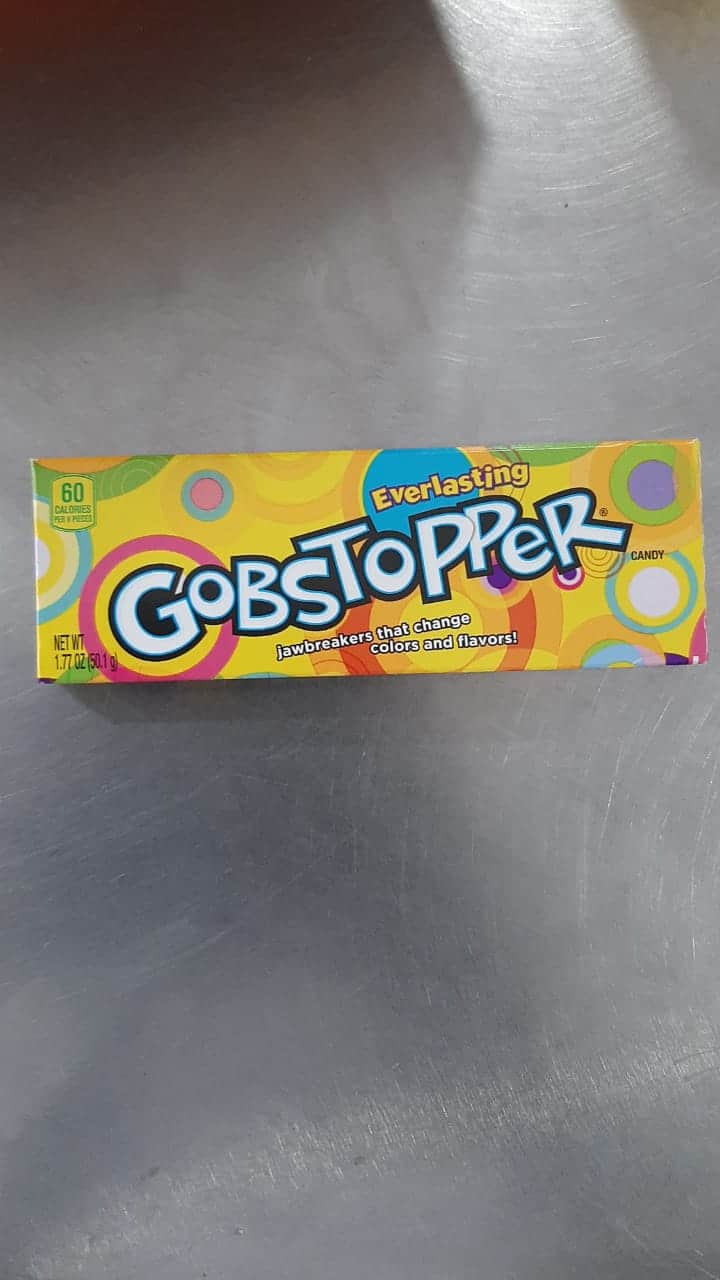 60
CALORIES
PER 9 PIECES
Everlasting
GOBSTOPPER®
CANDY
jawbreakers that change
colors and flavors!
NET WT
1.77 OZ (50.1 g)